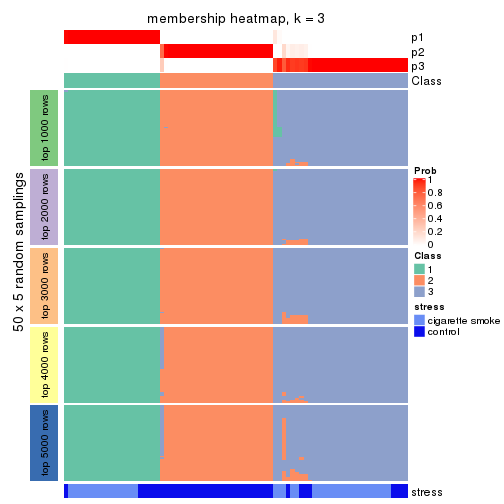 membership heatmap, k = 3
p1
p2
p3
Class
50 x 5 random samplings
top 1000 rows
top 2000 rows
top 3000 rows
top 4000 rows
top 5000 rows
Prob
1
0.8
0.6
0.4
0.2
0
Class
1
2
3
stress
cigarette smoke
control
stress